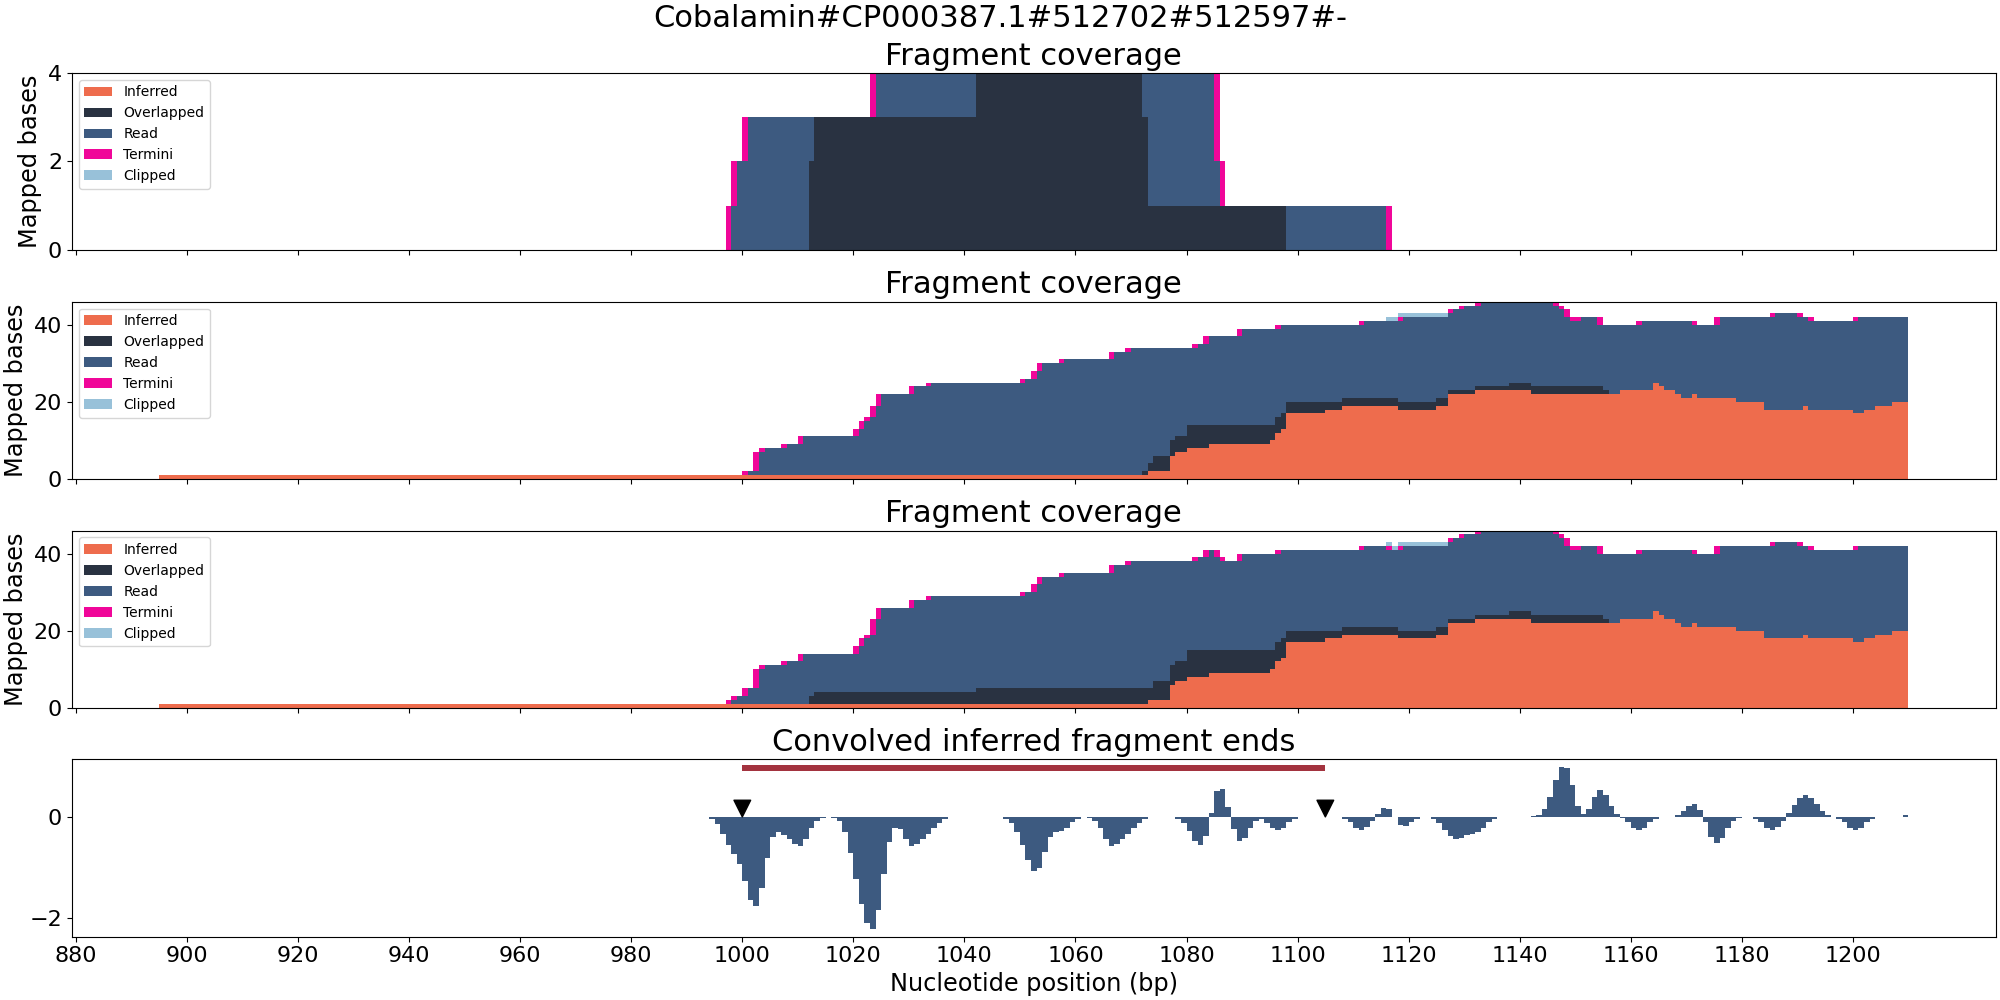 Cobalamin#CP000387.1#512702#512597#-
Fragment coverage
Mapped bases
4
2
0
Inferred
Overlapped
Read
Termini
Clipped
Fragment coverage
Mapped bases
40
20
0
Inferred
Overlapped
Read
Termini
Clipped
Fragment coverage
Mapped bases
40
20
0
Inferred
Overlapped
Read
Termini
Clipped
Convolved inferred fragment ends
0
−2
880 900 920 940 960 980 1000 1020 1040 1060 1080 1100 1120 1140 1160 1180 1200
Nucleotide position (bp)